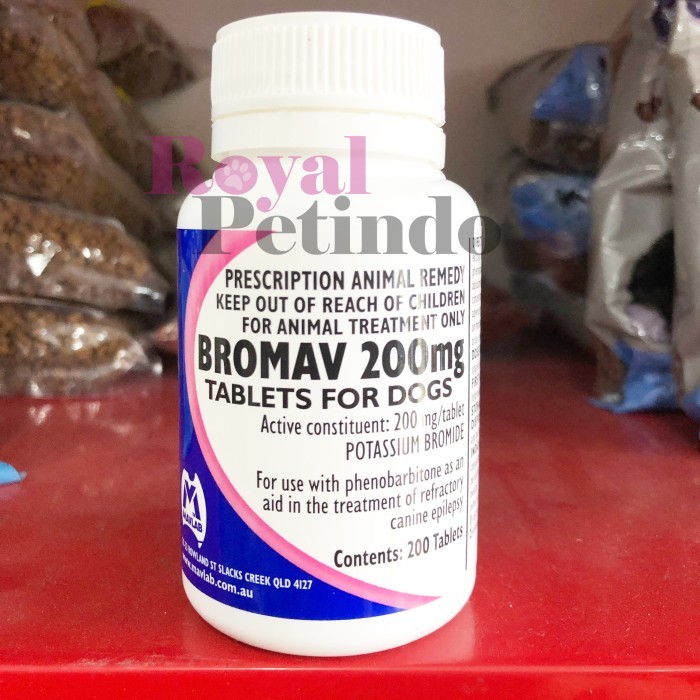 Royal
Petindo
PRESCRIPTION ANIMAL REMEDY
KEEP OUT OF REACH OF CHILDREN
FOR ANIMAL TREATMENT ONLY
BROMAV 200mg
TABLETS FOR DOGS
Active constituent: 200 mg/tablet
POTASSIUM BROMIDE
For use with phenobarbitone as an
aid in the treatment of refractory
canine epilepsy
Contents: 200 Tablets
MAVLAB
ROWLAND ST SLACKS CREEK QLD 4127
www.mavlab.com.au